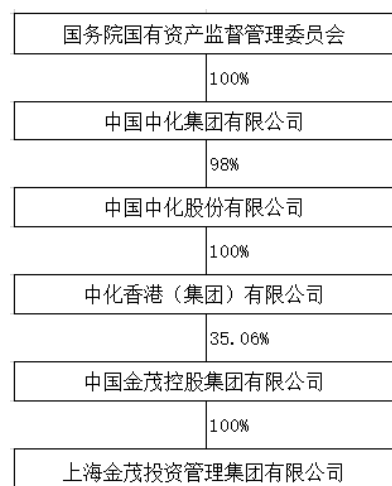 国务院国有资产监督管理委员会
100%
中国中化集团有限公司
98%
中国中化股份有限公司
100%
中化香港（集团）有限公司
35.06%
中国金茂控股集团有限公司
100%
上海金茂投资管理集团有限公司